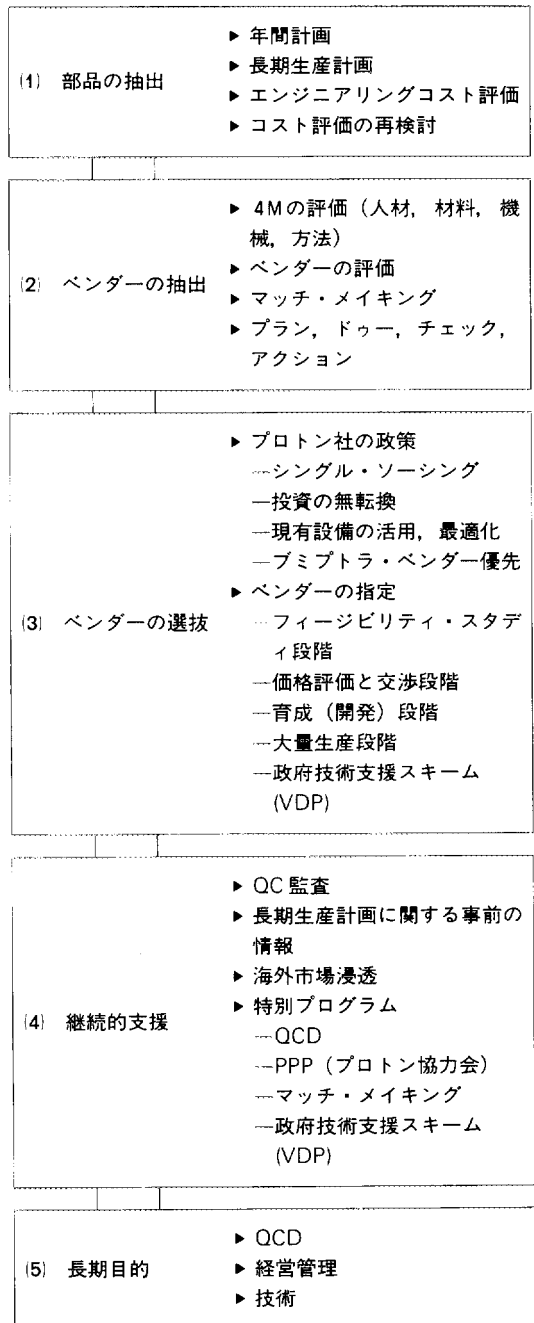 (1) 部品の抽出
▶ 年間計画
▶ 長期生産計画
▶ エンジニアリングコスト評価
▶ コスト評価の再検討
(2) ベンダーの抽出
▶ 4Mの評価（人材，材料，機
械，方法）
▶ ベンダーの評価
▶ マッチ・メイキング
▶ プラン，ドゥー，チェック，
アクション
(3) ベンダーの選抜
▶ プロトン社の政策
―シングル・ソーシング
―投資の無転換
―現有設備の活用，最適化
―ブミプトラ・ベンダー優先
▶ ベンダーの指定
―フィージビリティ・スタデ
ィ段階
―価格評価と交渉段階
―育成（開発）段階
―大量生産段階
―政府技術支援スキーム
(VDP)
(4) 継続的支援
▶ QC監査
▶ 長期生産計画に関する事前の
情報
▶ 海外市場浸透
▶ 特別プログラム
―QCD
―PPP（プロトン協力会）
―マッチ・メイキング
―政府技術支援スキーム
(VDP)
(5) 長期目的
▶ QCD
▶ 経営管理
▶ 技術